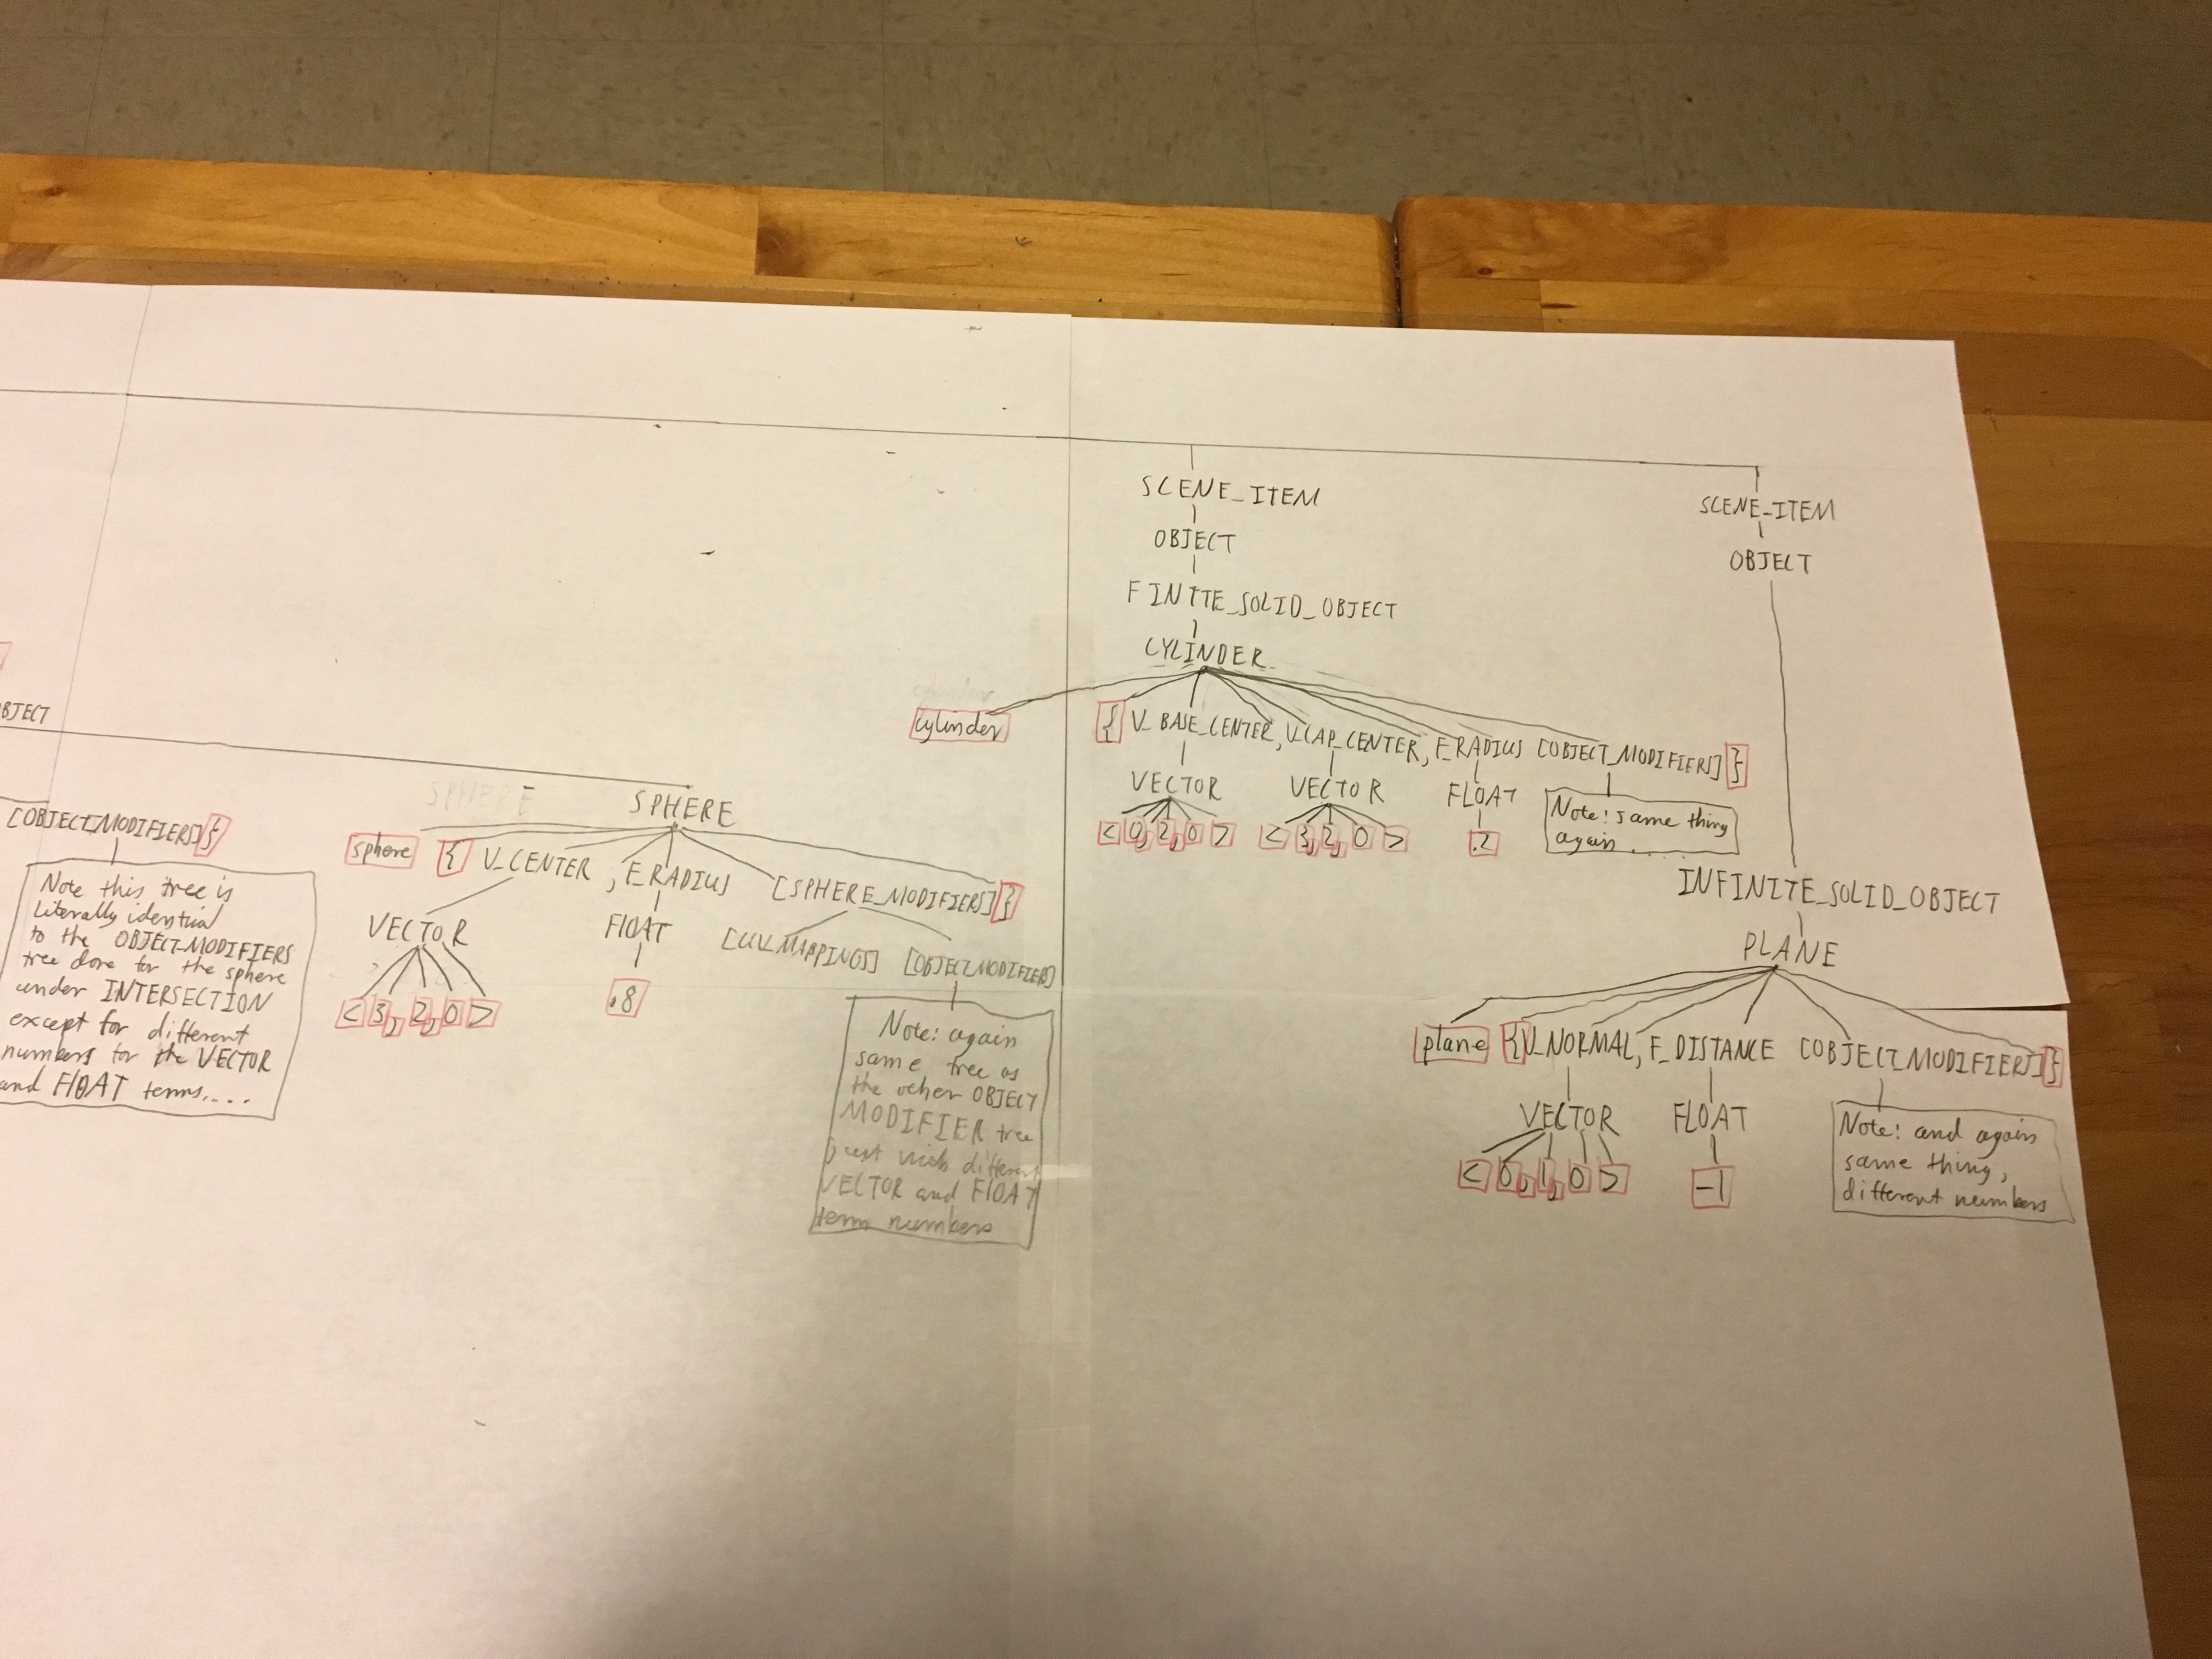 SCENE_ITEM
SCENE-ITEM
OBJECT
OBJECT
FINITE_SOLID_OBJECT
CYLINDER
BJECT
cylinder { V_BASE_CENTER, V_CAP_CENTER, F_RADIUS [OBJECT_MODIFIERS] }
VECTOR VECTOR FLOAT
<0,2,0> <3,2,0> .2
Note: same thing
again ....
SPHERE SPHERE
sphere { V_CENTER, F_RADIUS [SPHERE_MODIFIERS] }
VECTOR FLOAT [UV_MAPPINGS] [OBJECT_MODIFIERS]
<3,2,0> .8
Note: again
same tree as
the other OBJECT
MODIFIER tree
just with different
VECTOR and FLOAT
term numbers
[OBJECT_MODIFIERS] }
Note this tree is
literally identical
to the OBJECT_MODIFIERS
tree done for the sphere
under INTERSECTION
except for different
numbers for the VECTOR
and FLOAT terms....
INFINITE_SOLID_OBJECT
PLANE
plane { V_NORMAL, F_DISTANCE [OBJECT_MODIFIERS] }
VECTOR FLOAT
<0,1,0> -1
Note: and again
same thing,
different numbers